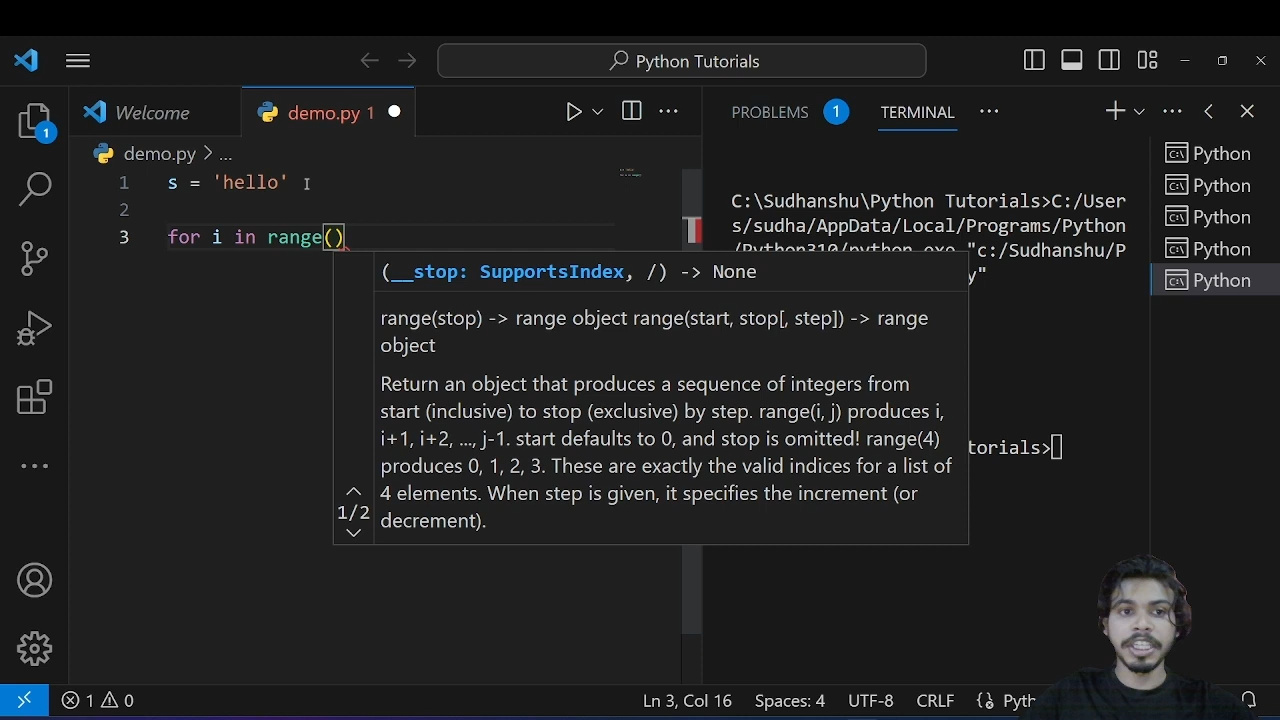 Python Tutorials
Welcome
demo.py 1
PROBLEMS 1 TERMINAL
demo.py > ...
1 s = 'hello'
2
3 for i in range()
(__stop: SupportsIndex, /) -> None
range(stop) -> range object range(start, stop[, step]) -> range
object
Return an object that produces a sequence of integers from
start (inclusive) to stop (exclusive) by step. range(i, j) produces i,
i+1, i+2, ..., j-1. start defaults to 0, and stop is omitted! range(4)
produces 0, 1, 2, 3. These are exactly the valid indices for a list of
4 elements. When step is given, it specifies the increment (or
decrement).
1/2
C:\Sudhanshu\Python Tutorials>C:/User
s/sudha/AppData/Local/Programs/Python
/Python310/python.exe "c:/Sudhanshu/P
y"
torials>
Python
Python
Python
Python
Python
1
1 0
Ln 3, Col 16 Spaces: 4 UTF-8 CRLF Pyth